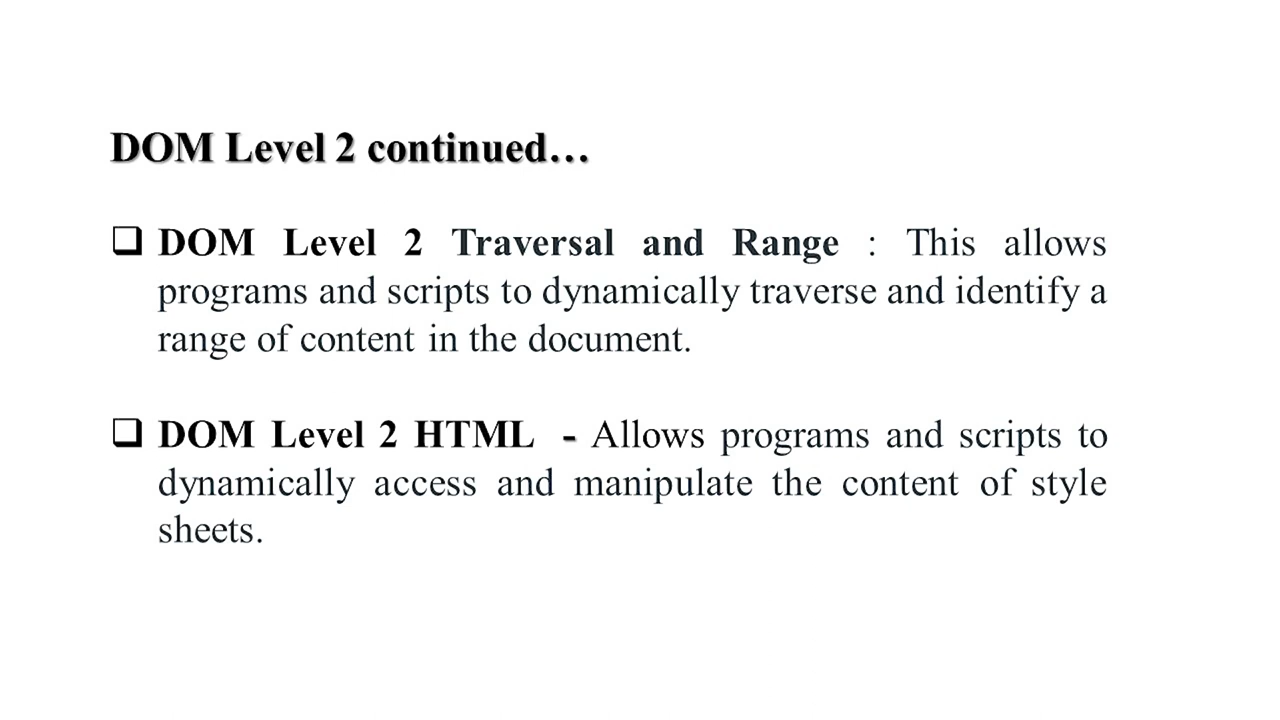 DOM Level 2 continued…
❑ DOM Level 2 Traversal and Range : This allows
programs and scripts to dynamically traverse and identify a
range of content in the document.
❑ DOM Level 2 HTML - Allows programs and scripts to
dynamically access and manipulate the content of style
sheets.